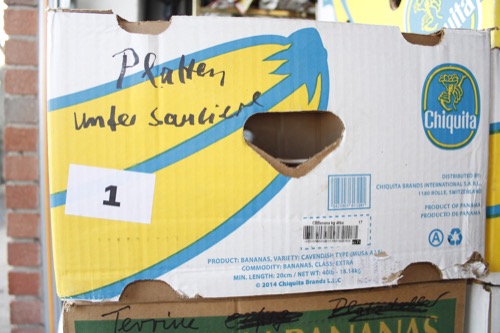 Chiquita
Platten
unter sauciere
Chiquita
1
DISTRIBUTED BY:
CHIQUITA BRANDS INTERNATIONAL S.A.R.L.
1180 ROLLE, SWITZERLAND
PRODUCT OF PANAMA
PRODUCTO DE PANAMÁ
A
PRODUCT: BANANAS, VARIETY: CAVENDISH TYPE (MUSA A.)
COMMODITY: BANANAS, CLASS: EXTRA
MIN. LENGTH: 20cm / NET WT: 40lb - 18.14kg
© 2014 Chiquita Brands L.L.C
Terrine
BANANAS